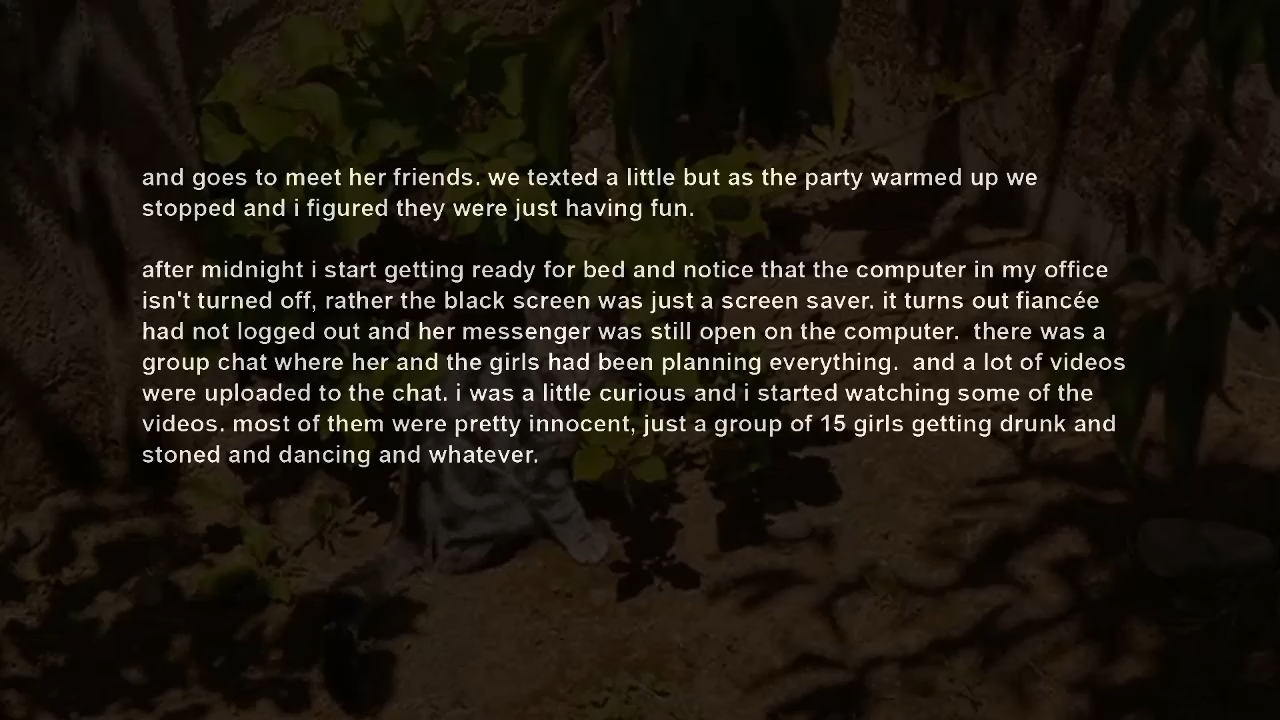 and goes to meet her friends. we texted a little but as the party warmed up we
stopped and i figured they were just having fun.
after midnight i start getting ready for bed and notice that the computer in my office
isn't turned off, rather the black screen was just a screen saver. it turns out fiancée
had not logged out and her messenger was still open on the computer.  there was a
group chat where her and the girls had been planning everything.  and a lot of videos
were uploaded to the chat. i was a little curious and i started watching some of the
videos. most of them were pretty innocent, just a group of 15 girls getting drunk and
stoned and dancing and whatever.